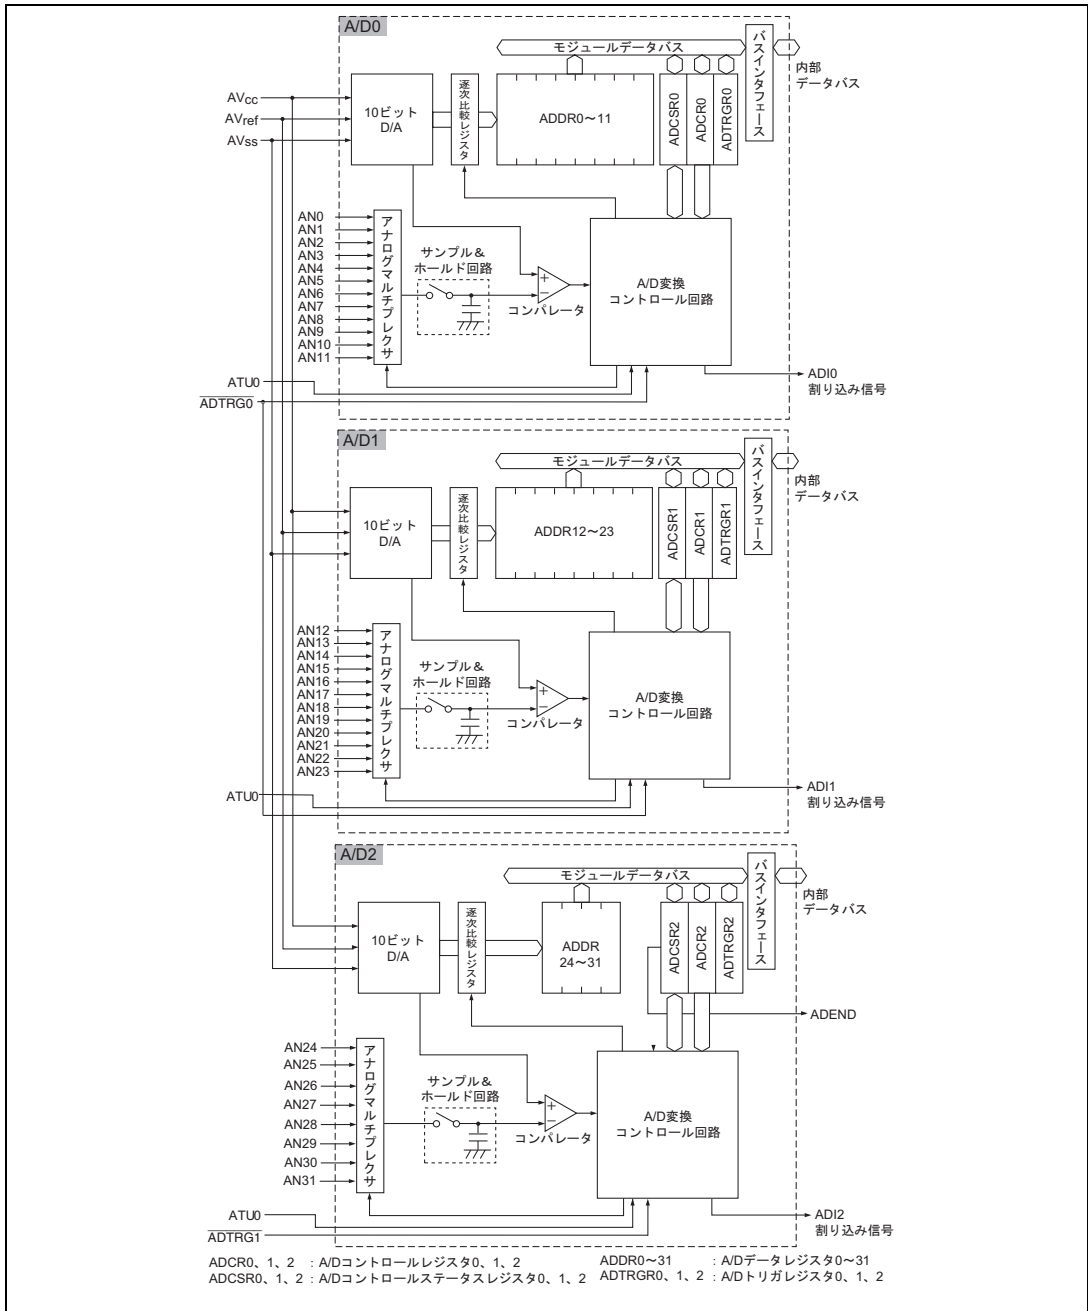 A/D0
モジュールデータバス
バスインタフェース
内部
データバス
AVcc
AVref
AVss
10ビット
D/A
逐次比較レジスタ
ADDR0～11
ADCSR0
ADCR0
ADTRGR0
AN0
AN1
AN2
AN3
AN4
AN5
AN6
AN7
AN8
AN9
AN10
AN11
アナログマルチプレクサ
サンプル&
ホールド回路
+
−
コンパレータ
A/D変換
コントロール回路
ATU0
ADTRG0
ADI0
割り込み信号
A/D1
モジュールデータバス
バスインタフェース
内部
データバス
10ビット
D/A
逐次比較レジスタ
ADDR12～23
ADCSR1
ADCR1
ADTRGR1
AN12
AN13
AN14
AN15
AN16
AN17
AN18
AN19
AN20
AN21
AN22
AN23
アナログマルチプレクサ
サンプル&
ホールド回路
+
−
コンパレータ
A/D変換
コントロール回路
ATU0
ADI1
割り込み信号
A/D2
モジュールデータバス
バスインタフェース
内部
データバス
10ビット
D/A
逐次比較レジスタ
ADDR
24～31
ADCSR2
ADCR2
ADTRGR2
ADEND
AN24
AN25
AN26
AN27
AN28
AN29
AN30
AN31
アナログマルチプレクサ
サンプル&
ホールド回路
+
−
コンパレータ
A/D変換
コントロール回路
ATU0
ADTRG1
ADI2
割り込み信号
ADCR0、1、2 : A/Dコントロールレジスタ0、1、2
ADCSR0、1、2 : A/Dコントロールステータスレジスタ0、1、2
ADDR0～31 : A/Dデータレジスタ0～31
ADTRGR0、1、2 : A/Dトリガレジスタ0、1、2